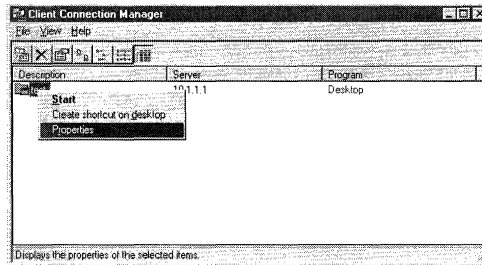 Client Connection Manager
File View Help
Description Server Program
10.1.1.1 Desktop
Start
Create shortcut on desktop
Properties
Displays the properties of the selected items.